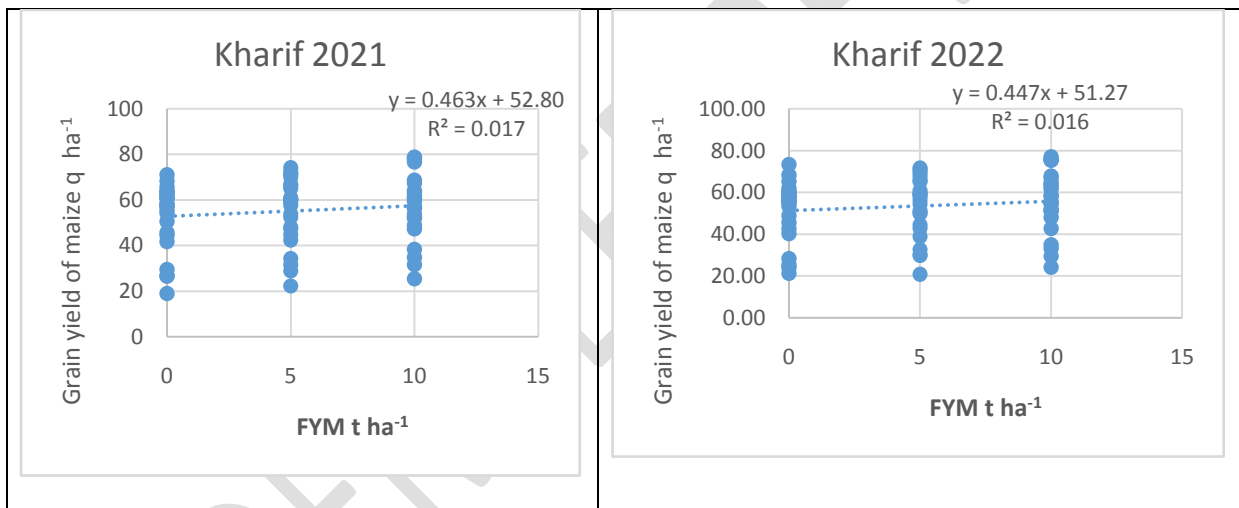 Kharif 2021
y = 0.463x + 52.80
R² = 0.017
100
80
60
40
20
0
0 5 10 15
Grain yield of maize q ha⁻¹
FYM t ha⁻¹
Kharif 2022
y = 0.447x + 51.27
R² = 0.016
100.00
80.00
60.00
40.00
20.00
0.00
0 5 10 15
Grain yield of maize q ha⁻¹
FYM t ha⁻¹